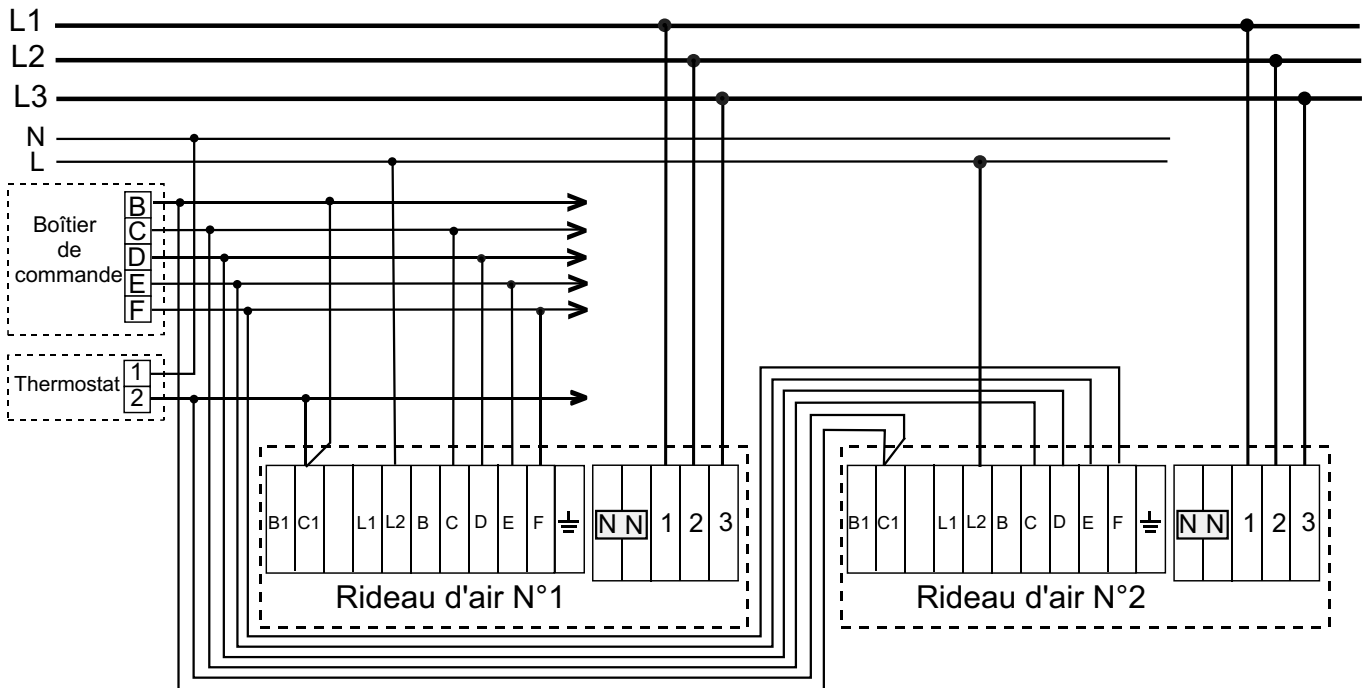 L1
L2
L3
N
L
Boîtier
de
commande
B
C
D
E
F
Thermostat
1
2
B1 C1 L1 L2 B C D E F
N N 1 2 3
Rideau d'air N°1
B1 C1 L1 L2 B C D E F
N N 1 2 3
Rideau d'air N°2